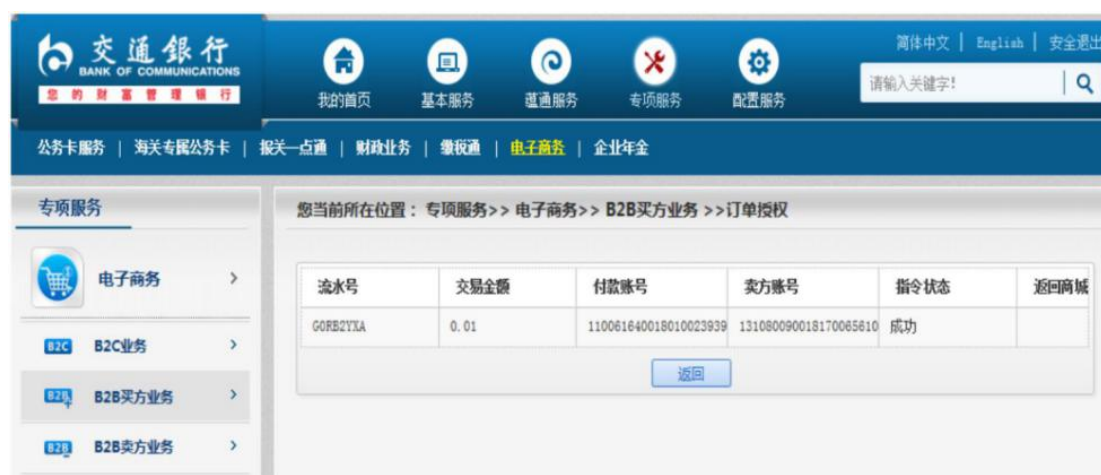 交通銀行
BANK OF COMMUNICATIONS
您的财富管理银行
我的首页 基本服务 蕴通服务 专项服务 配置服务
简体中文 | English | 安全退出
请输入关键字!
公务卡服务 | 海关专属公务卡 | 报关一点通 | 财政业务 | 缴税通 | 电子商务 | 企业年金
专项服务
电子商务
B2C B2C业务
B2B B2B买方业务
B2B B2B卖方业务
您当前所在位置: 专项服务>> 电子商务>> B2B买方业务 >>订单授权
流水号 交易金额 付款账号 卖方账号 指令状态 返回商城
GORB2YXA 0.01 110061640018010023939 131080090018170065610 成功
返回